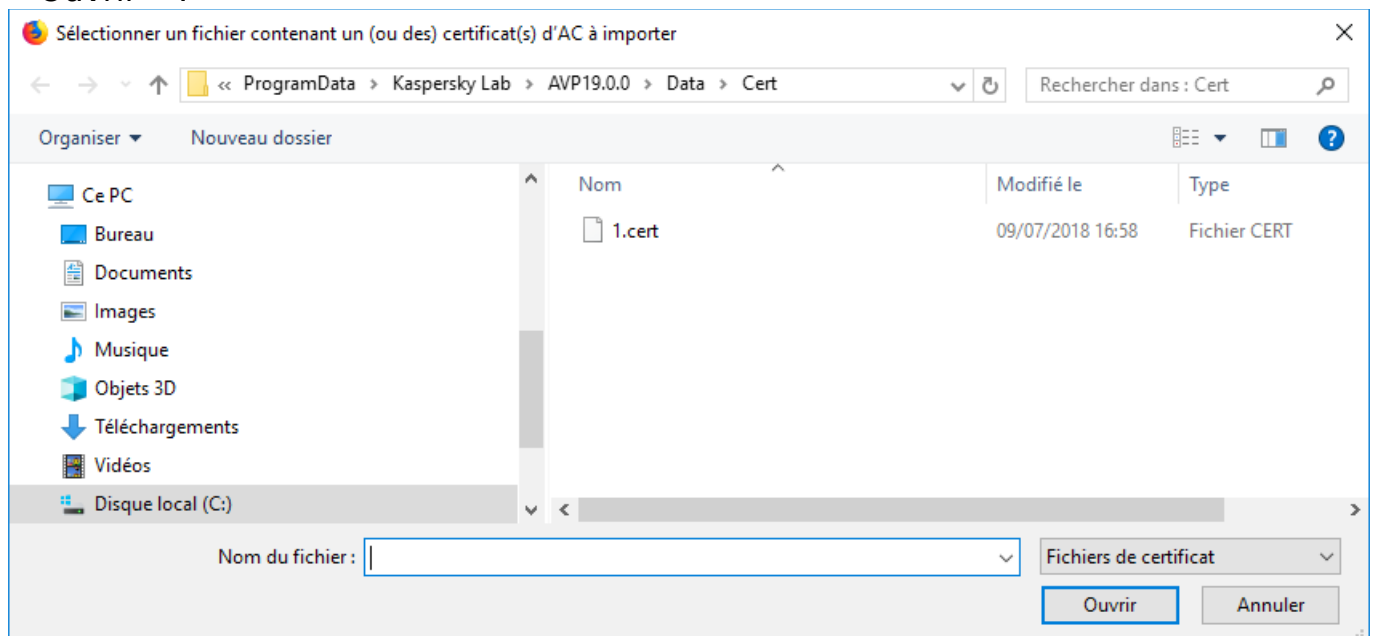 Sélectionner un fichier contenant un (ou des) certificat(s) d'AC à importer
« ProgramData > Kaspersky Lab > AVP19.0.0 > Data > Cert
Rechercher dans : Cert
Organiser
Nouveau dossier
Ce PC
Bureau
Documents
Images
Musique
Objets 3D
Téléchargements
Vidéos
Disque local (C:)
Nom Modifié le Type
1.cert 09/07/2018 16:58 Fichier CERT
Nom du fichier :
Fichiers de certificat
Ouvrir Annuler